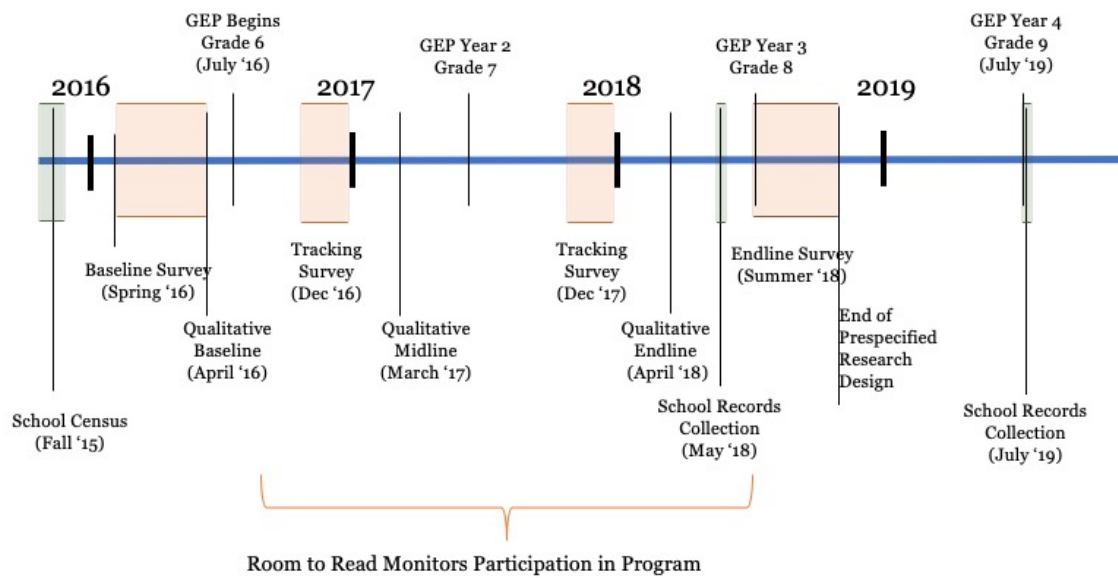 GEP Begins
Grade 6
(July ‘16)
GEP Year 2
Grade 7
GEP Year 3
Grade 8
GEP Year 4
Grade 9
(July ‘19)
2016
2017
2018
2019
Baseline Survey
(Spring ‘16)
Tracking
Survey
(Dec ‘16)
Tracking
Survey
(Dec ‘17)
Endline Survey
(Summer ‘18)
Qualitative
Baseline
(April ‘16)
Qualitative
Midline
(March ‘17)
Qualitative
Endline
(April ‘18)
End of
Prespecified
Research
Design
School Census
(Fall ‘15)
School Records
Collection
(May ‘18)
School Records
Collection
(July ‘19)
Room to Read Monitors Participation in Program